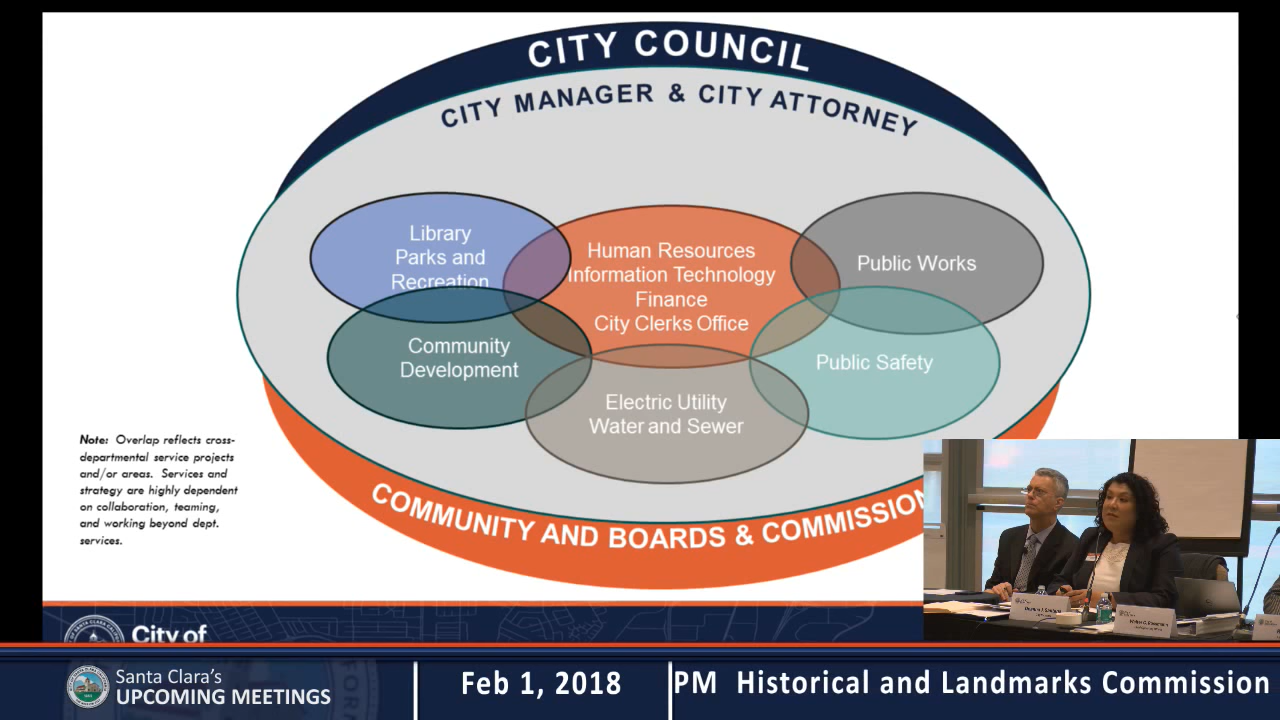 CITY COUNCIL
CITY MANAGER & CITY ATTORNEY
Library
Parks and
Recreation
Human Resources
Information Technology
Finance
City Clerks Office
Public Works
Community
Development
Public Safety
Electric Utility
Water and Sewer
Note: Overlap reflects cross-
departmental service projects
and/or areas. Services and
strategy are highly dependent
on collaboration, teaming,
and working beyond dept.
services.
COMMUNITY AND BOARDS & COMMISSION
City of
Santa Clara's
UPCOMING MEETINGS
Feb 1, 2018
PM Historical and Landmarks Commission